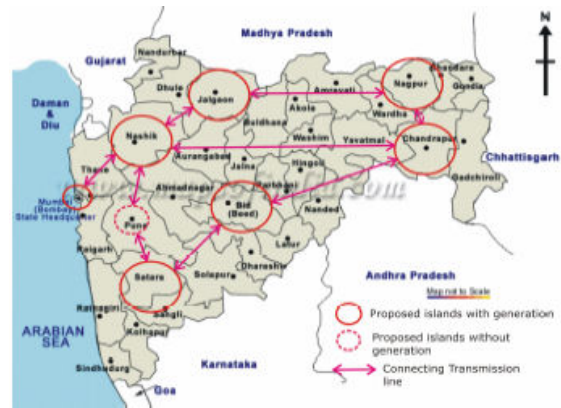 Madhya Pradesh
N
Gujarat
Nandurbar
Dhule
Jalgaon
Nagpur
Bhandara
Gondia
Amravati
Akola
Wardha
Daman
&
Diu
Buldhana
Nashik
Washim
Yavatmal
Chandrapur
Aurangabad
Jalna
Hingoli
Chhattisgarh
Thane
Gadchiroli
Ahmadnagar
Bid
(Beed)
Nanded
Mumbai
(Bombay)
State Headquarter
Pune
Latur
Raigarh
Dharashiv
Satara
Solapur
Andhra Pradesh
Map not to Scale
Ratnagiri
Sangli
Proposed islands with generation
ARABIAN
SEA
Kolhapur
Proposed islands without
generation
Karnataka
Sindhudurg
Connecting Transmission
line
Goa